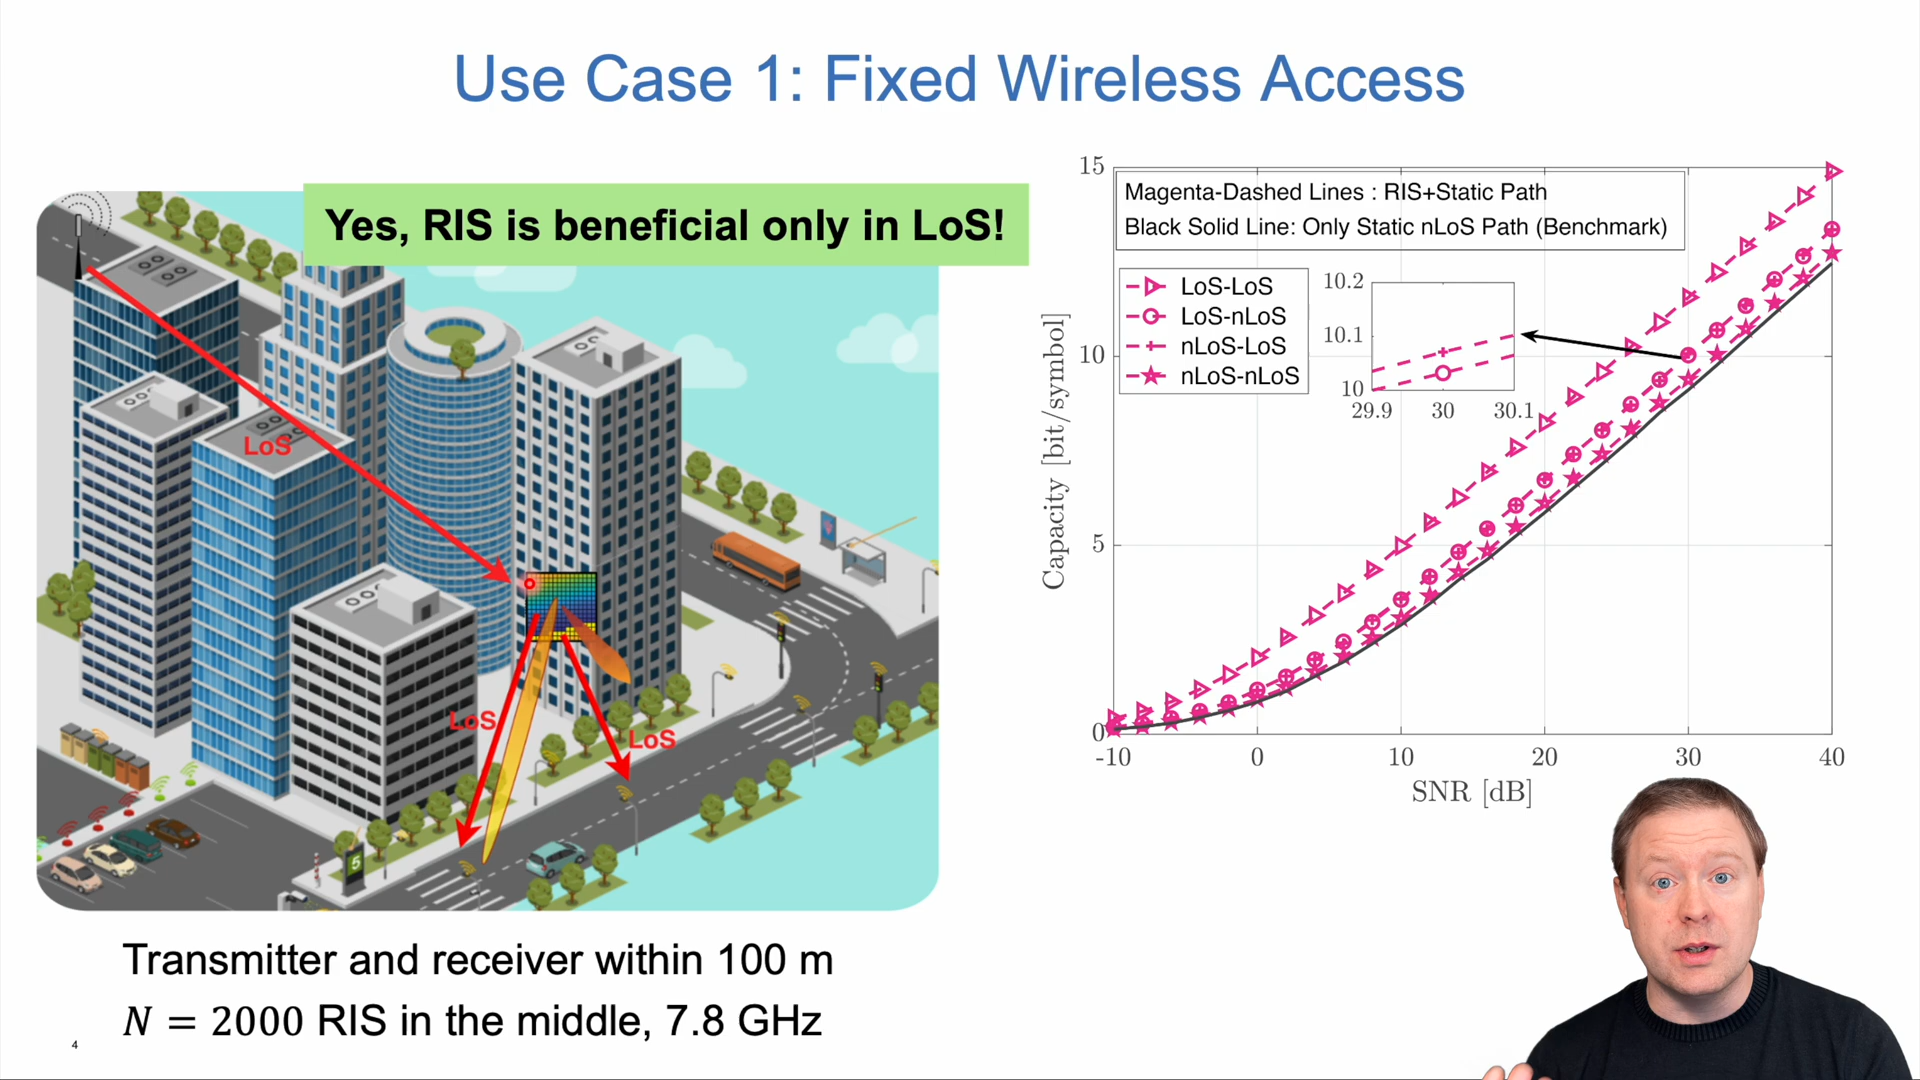 Use Case 1: Fixed Wireless Access
Yes, RIS is beneficial only in LoS!
LoS
LoS
LoS
5
Transmitter and receiver within 100 m
N = 2000 RIS in the middle, 7.8 GHz
4
Magenta-Dashed Lines : RIS+Static Path
Black Solid Line: Only Static nLoS Path (Benchmark)
LoS-LoS
LoS-nLoS
nLoS-LoS
nLoS-nLoS
10.2
10.1
10
29.9 30 30.1
15
10
5
0
Capacity [bit/symbol]
-10 0 10 20 30 40
SNR [dB]